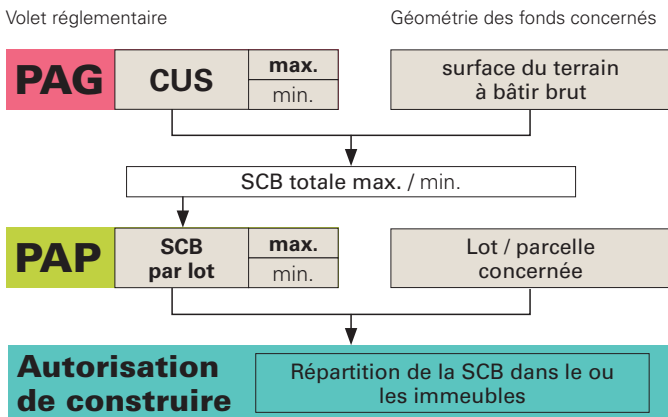 Volet réglementaire
Géométrie des fonds concernés
PAG
CUS
max.
min.
surface du terrain
à bâtir brut
SCB totale max. / min.
PAP
SCB
par lot
max.
min.
Lot / parcelle
concernée
Autorisation
de construire
Répartition de la SCB dans le ou
les immeubles